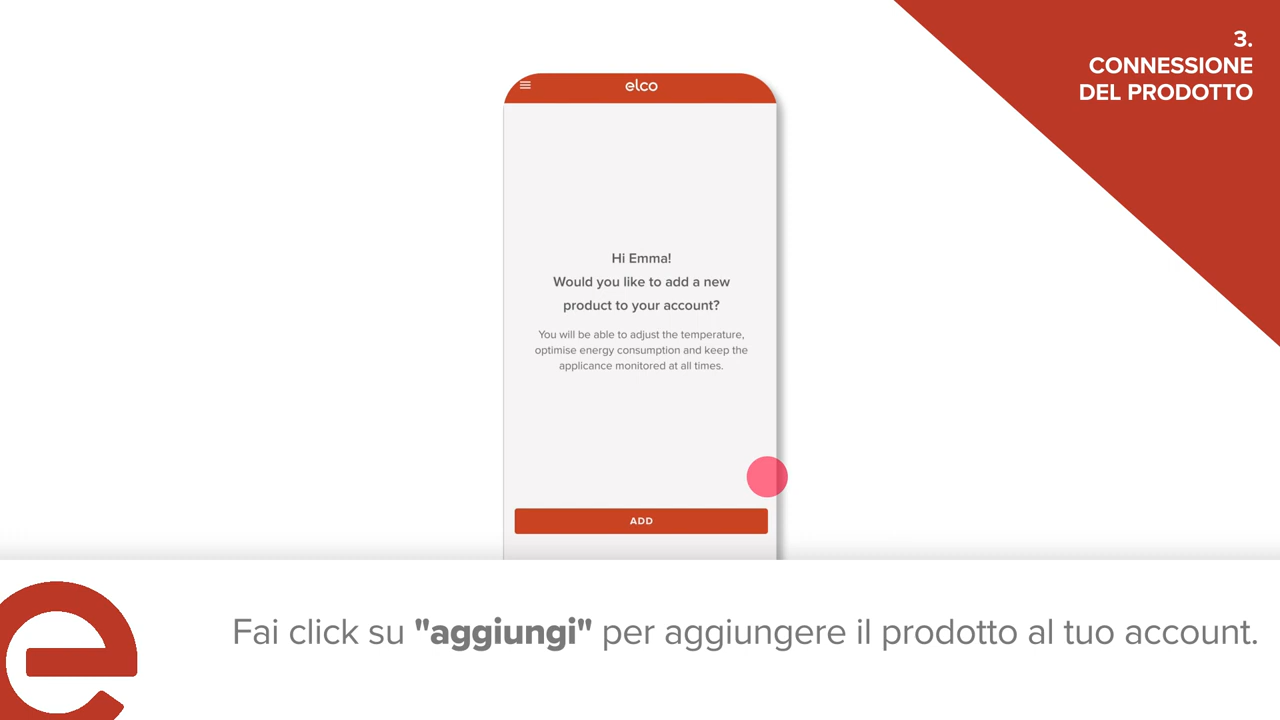 3.
CONNESSIONE
DEL PRODOTTO
elco
Hi Emma!
Would you like to add a new
product to your account?
You will be able to adjust the temperature,
optimise energy consumption and keep the
applicance monitored at all times.
ADD
e
Fai click su "aggiungi" per aggiungere il prodotto al tuo account.